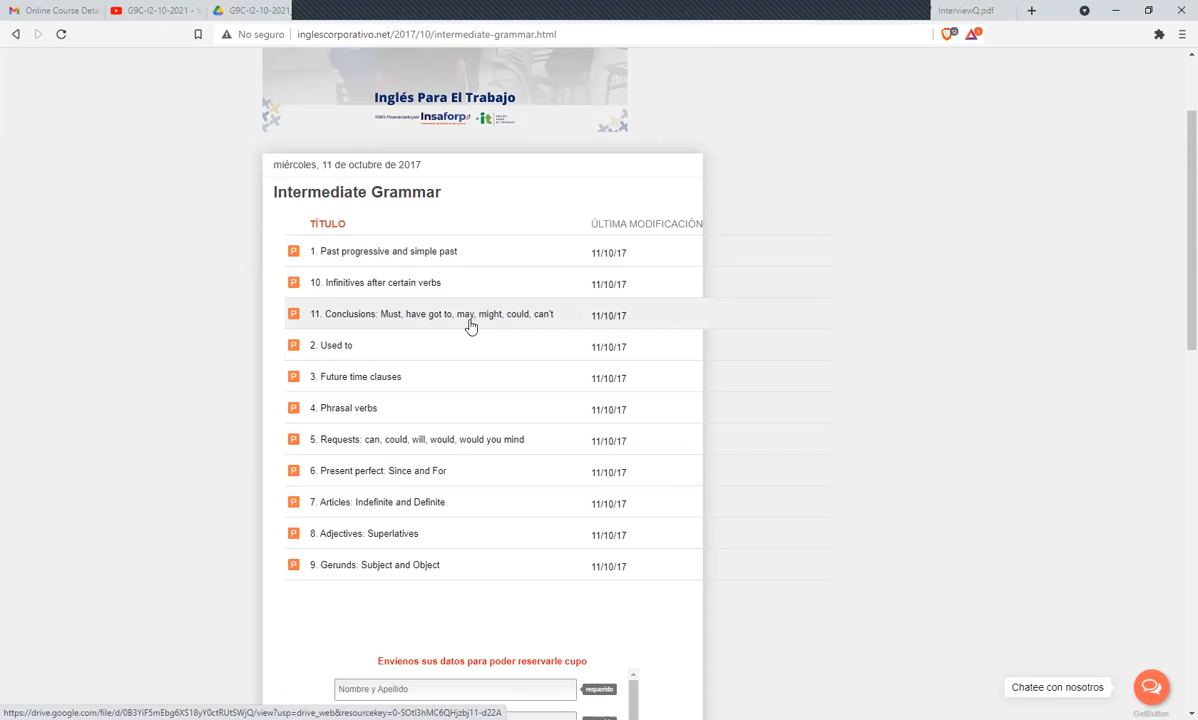 Online Course Deta
G9C-I2-10-2021 -
G9C-I2-10-2021.
InterviewQ.pdf
No seguro
inglescorporativo.net/2017/10/intermediate-grammar.html
Inglés Para El Trabajo
100% Financiado por Insaforp
miércoles, 11 de octubre de 2017
Intermediate Grammar
TÍTULO ÚLTIMA MODIFICACIÓN
P 1. Past progressive and simple past 11/10/17
P 10. Infinitives after certain verbs 11/10/17
P 11. Conclusions: Must, have got to, may, might, could, can't 11/10/17
P 2. Used to 11/10/17
P 3. Future time clauses 11/10/17
P 4. Phrasal verbs 11/10/17
P 5. Requests: can, could, will, would, would you mind 11/10/17
P 6. Present perfect: Since and For 11/10/17
P 7. Articles: Indefinite and Definite 11/10/17
P 8. Adjectives: Superlatives 11/10/17
P 9. Gerunds: Subject and Object 11/10/17
Envíenos sus datos para poder reservarle cupo
Nombre y Apellido requerido
Chatee con nosotros
GetButton
https://drive.google.com/file/d/0B3YiF5mEbg6XS18yY0ctRUtSWjQ/view?usp=drive_web&resourcekey=0-SOtI3hMC6QHjzbj11-d22A